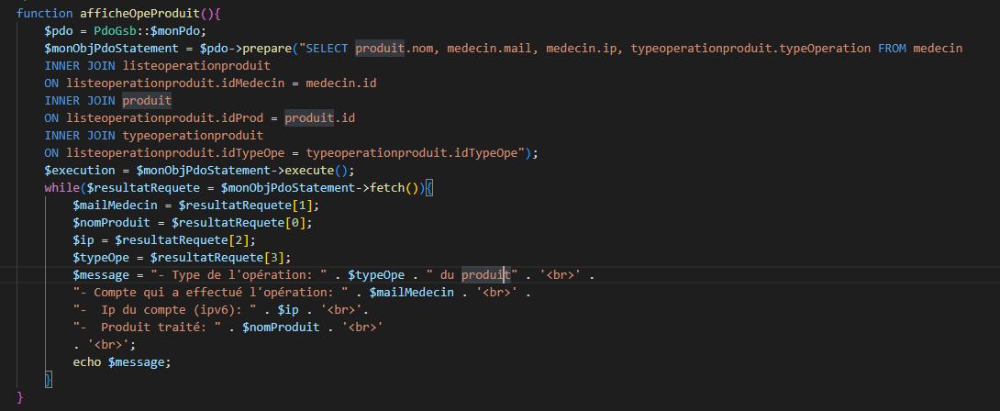 function afficheOpeProduit(){
$pdo = PdoGsb::$monPdo;
$monObjPdoStatement = $pdo->prepare("SELECT produit.nom, medecin.mail, medecin.ip, typeoperationproduit.typeOperation FROM medecin
INNER JOIN listeoperationproduit
ON listeoperationproduit.idMedecin = medecin.id
INNER JOIN produit
ON listeoperationproduit.idProd = produit.id
INNER JOIN typeoperationproduit
ON listeoperationproduit.idTypeOpe = typeoperationproduit.idTypeOpe");
$execution = $monObjPdoStatement->execute();
while($resultatRequete = $monObjPdoStatement->fetch()){
$mailMedecin = $resultatRequete[1];
$nomProduit = $resultatRequete[0];
$ip = $resultatRequete[2];
$typeOpe = $resultatRequete[3];
$message = "- Type de l'opération: " . $typeOpe . " du produit" . '<br>' .
"- Compte qui a effectué l'opération: " . $mailMedecin . '<br>' .
"-  Ip du compte (ipv6): " . $ip . '<br>'.
"-  Produit traité: " . $nomProduit . '<br>'
. '<br>';
echo $message;
}
}